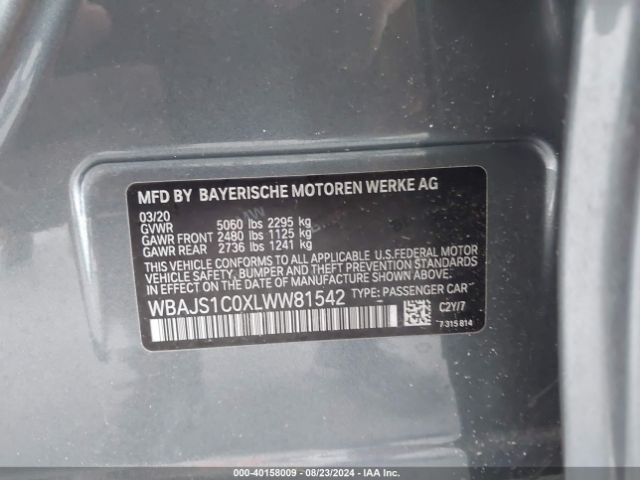 MFD BY BAYERISCHE MOTOREN WERKE AG
03/20
GVWR 5060 lbs 2295 kg
GAWR FRONT 2480 lbs 1125 kg
GAWR REAR 2736 lbs 1241 kg
THIS VEHICLE CONFORMS TO ALL APPLICABLE U.S.FEDERAL MOTOR
VEHICLE SAFETY, BUMPER, AND THEFT PREVENTION STANDARDS
IN EFFECT ON THE DATE OF MANUFACTURE SHOWN ABOVE.
WBAJS1C0XLWW81542 TYPE: PASSENGER CAR
C2Y/7
7 315 814
000-40158009 - 08/23/2024 - IAAI.COM